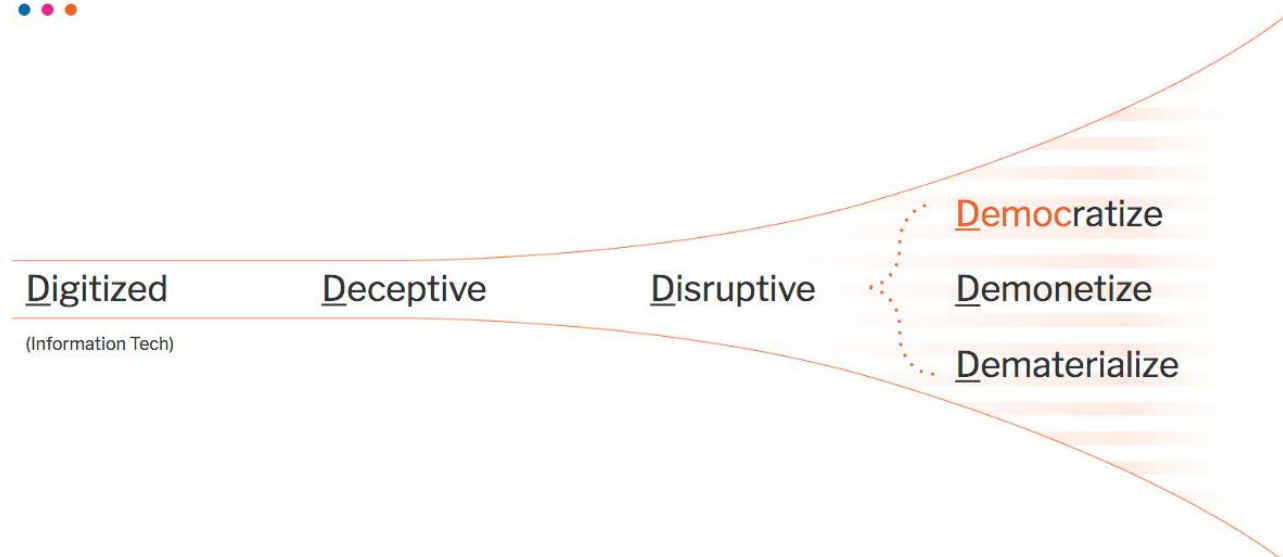 Democratize
Digitized
Deceptive
Disruptive
Demonetize
(Information Tech)
Dematerialize